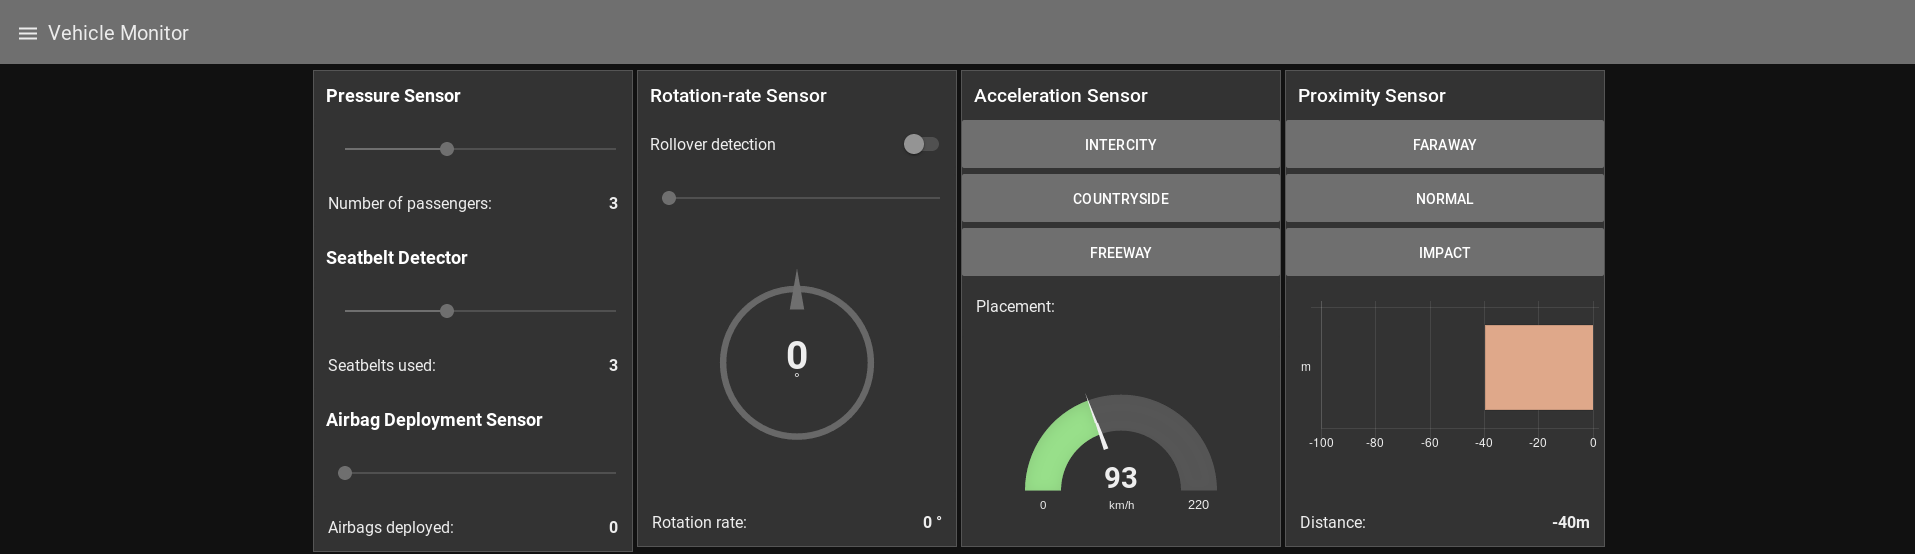 Vehicle Monitor
Pressure Sensor
Number of passengers: 3
Seatbelt Detector
Seatbelts used: 3
Airbag Deployment Sensor
Airbags deployed: 0
Rotation-rate Sensor
Rollover detection
0
°
Rotation rate: 0 °
Acceleration Sensor
INTERCITY
COUNTRYSIDE
FREEWAY
Placement:
93
0 km/h 220
Proximity Sensor
FARAWAY
NORMAL
IMPACT
m
-100 -80 -60 -40 -20 0
Distance: -40m